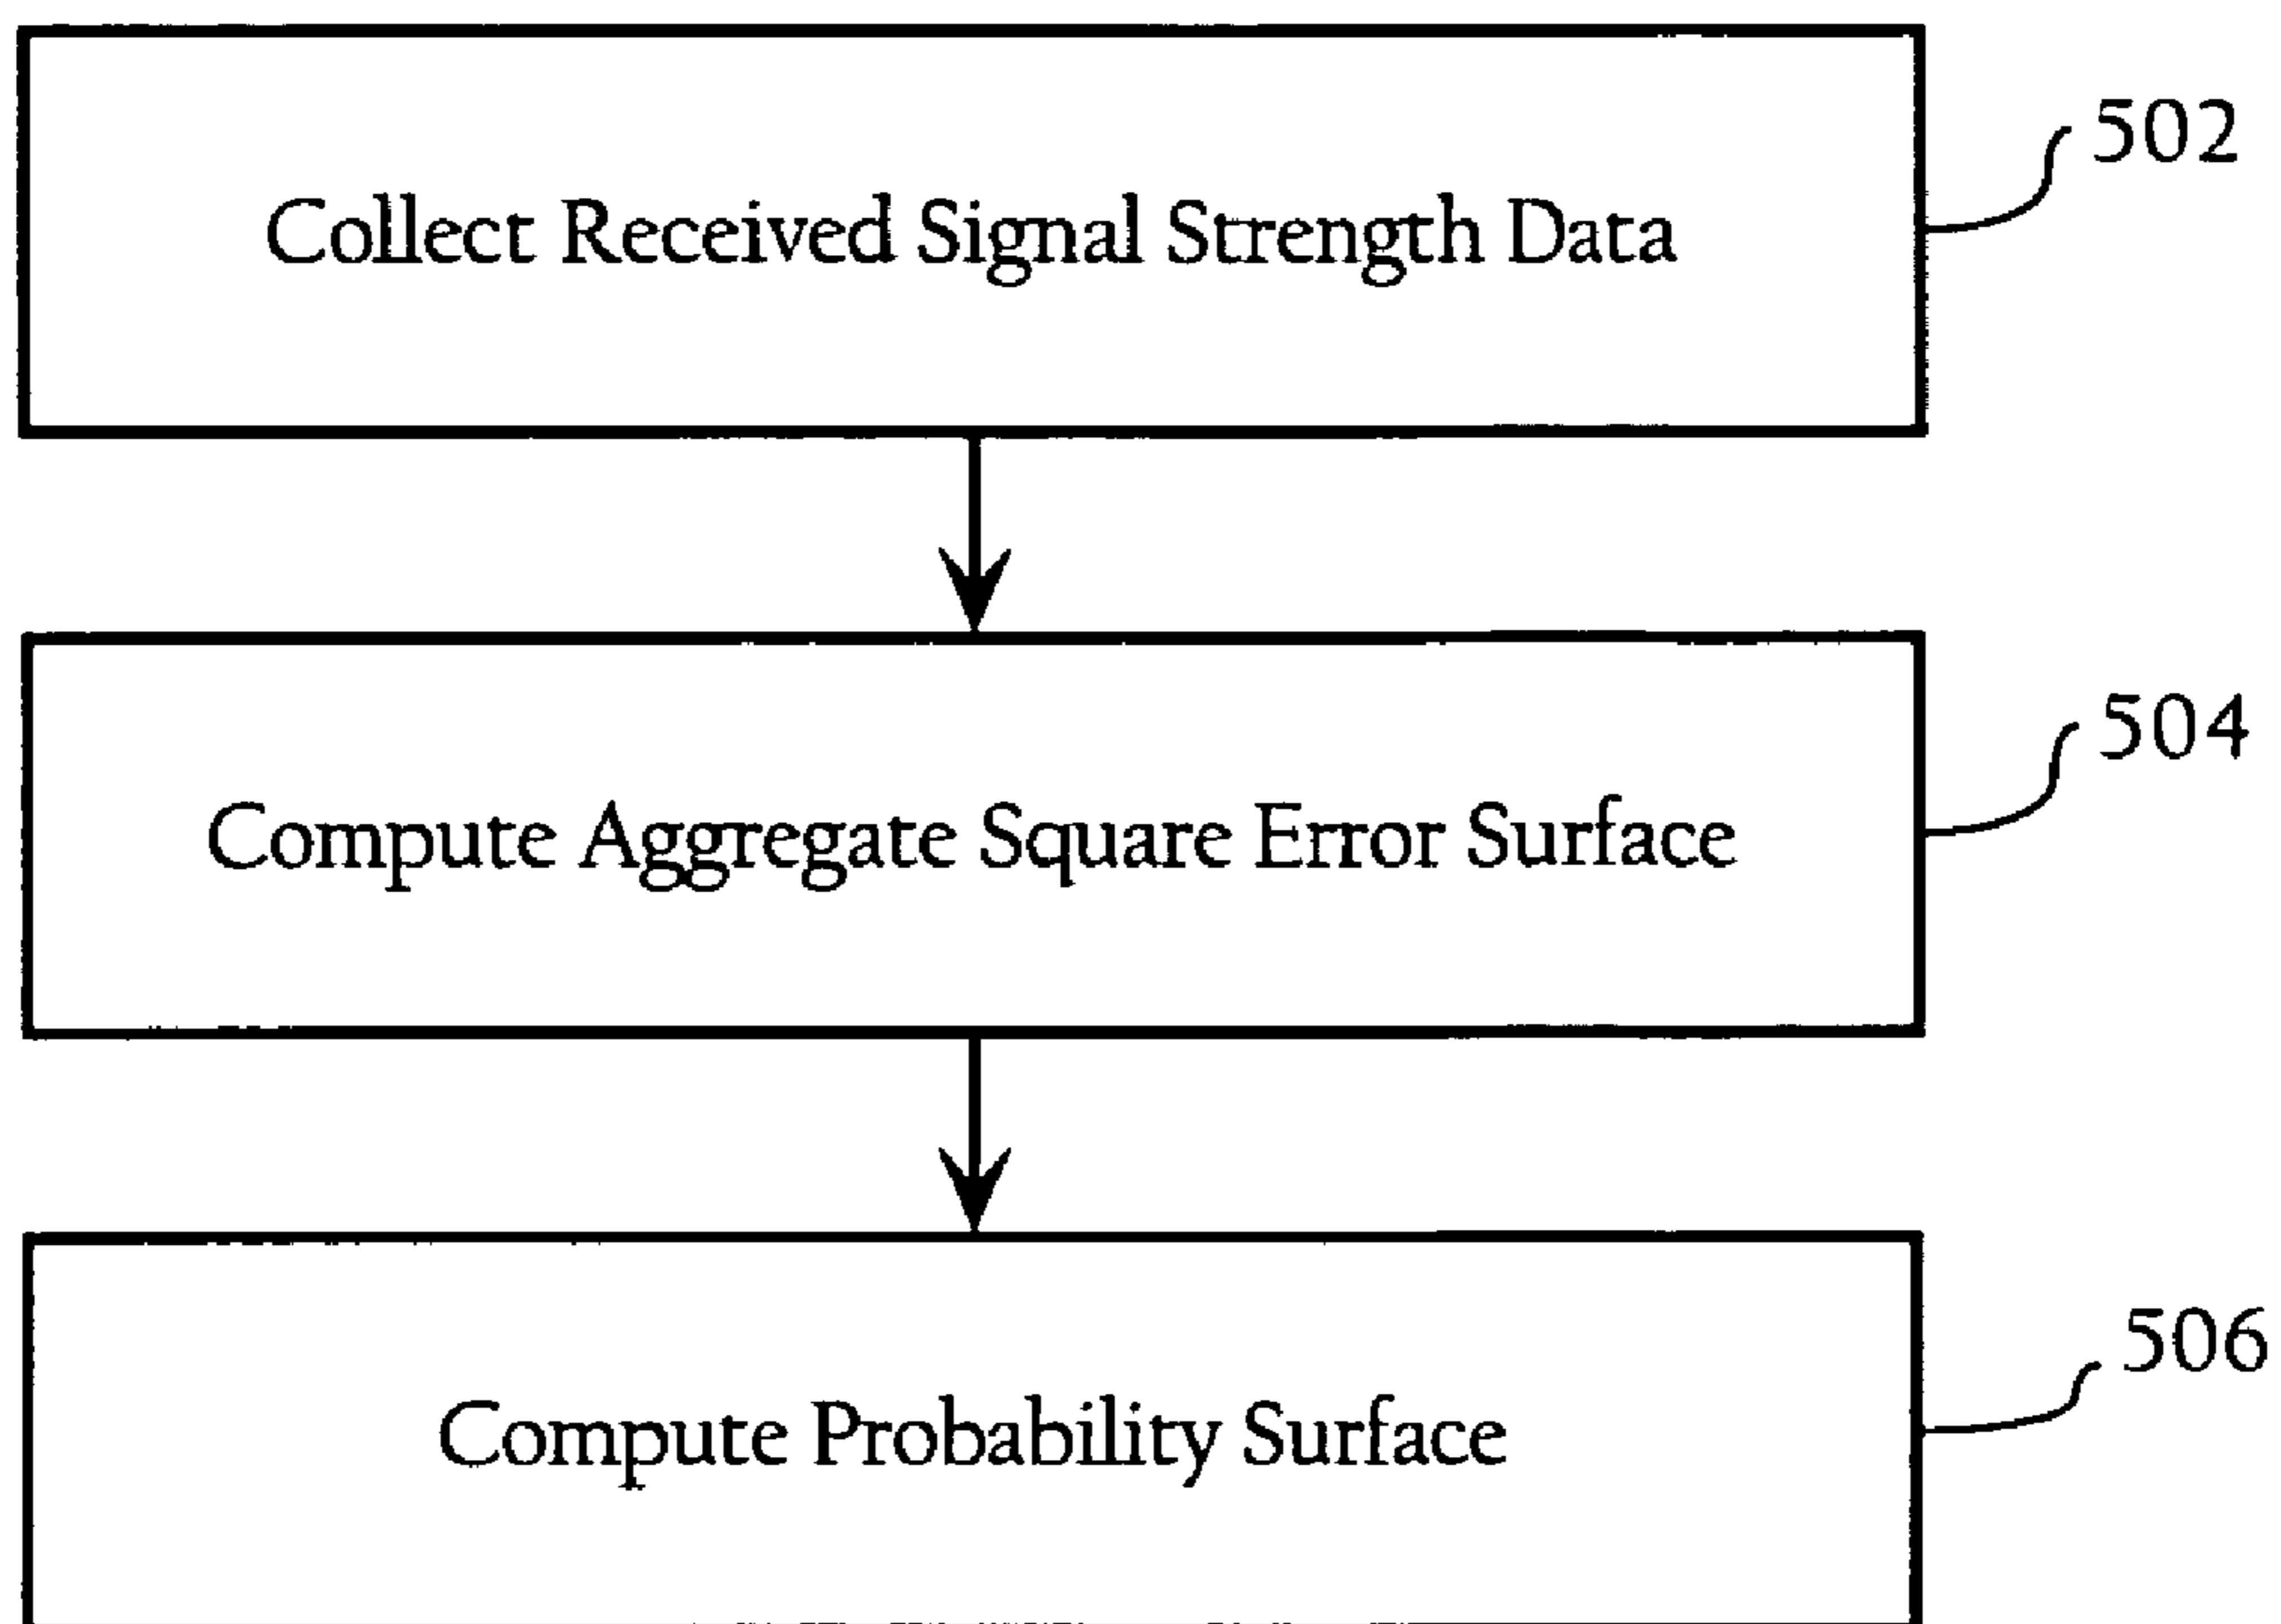 502
Collect Received Signal Strength Data
504
Compute Aggregate Square Error Surface
506
Compute Probability Surface